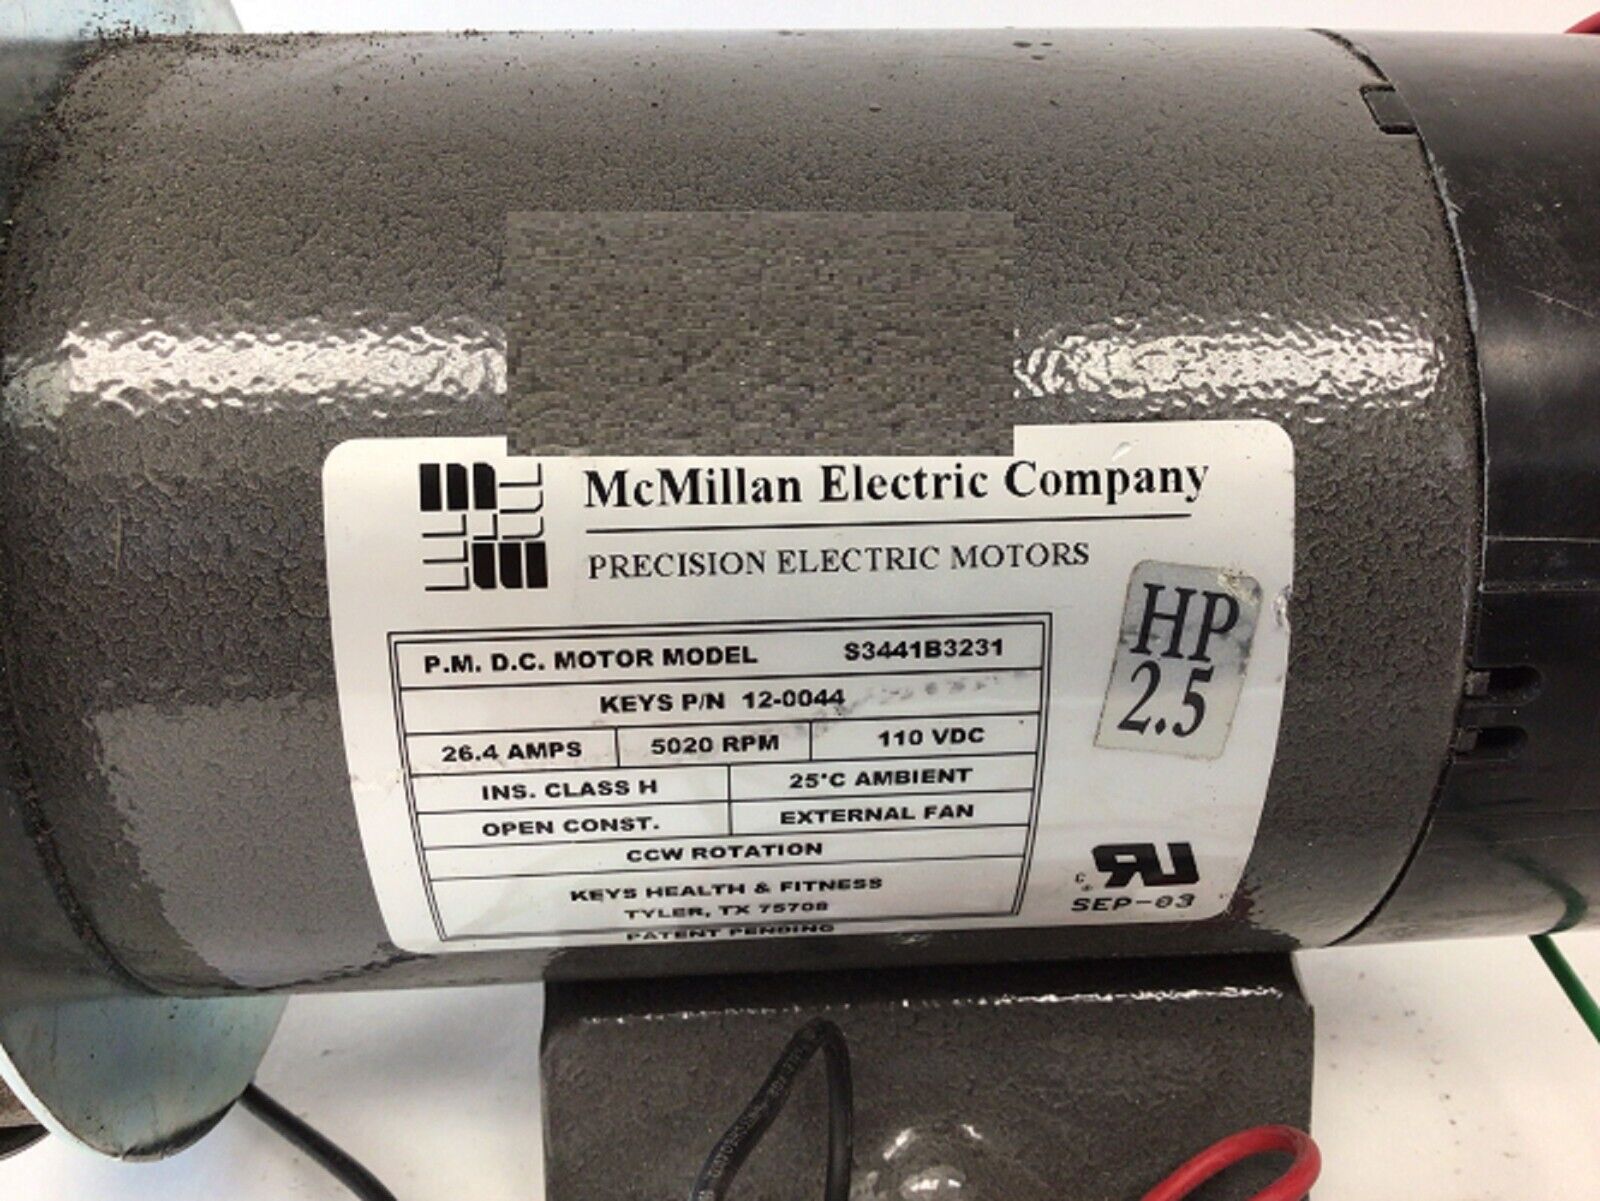 McMillan Electric Company
PRECISION ELECTRIC MOTORS
HP
2.5
P.M. D.C. MOTOR MODEL S3441B3231
KEYS P/N 12-0044
26.4 AMPS 5020 RPM 110 VDC
INS. CLASS H 25°C AMBIENT
OPEN CONST. EXTERNAL FAN
CCW ROTATION
KEYS HEALTH & FITNESS
TYLER, TX 75708
PATENT PENDING
c RU
SEP-03